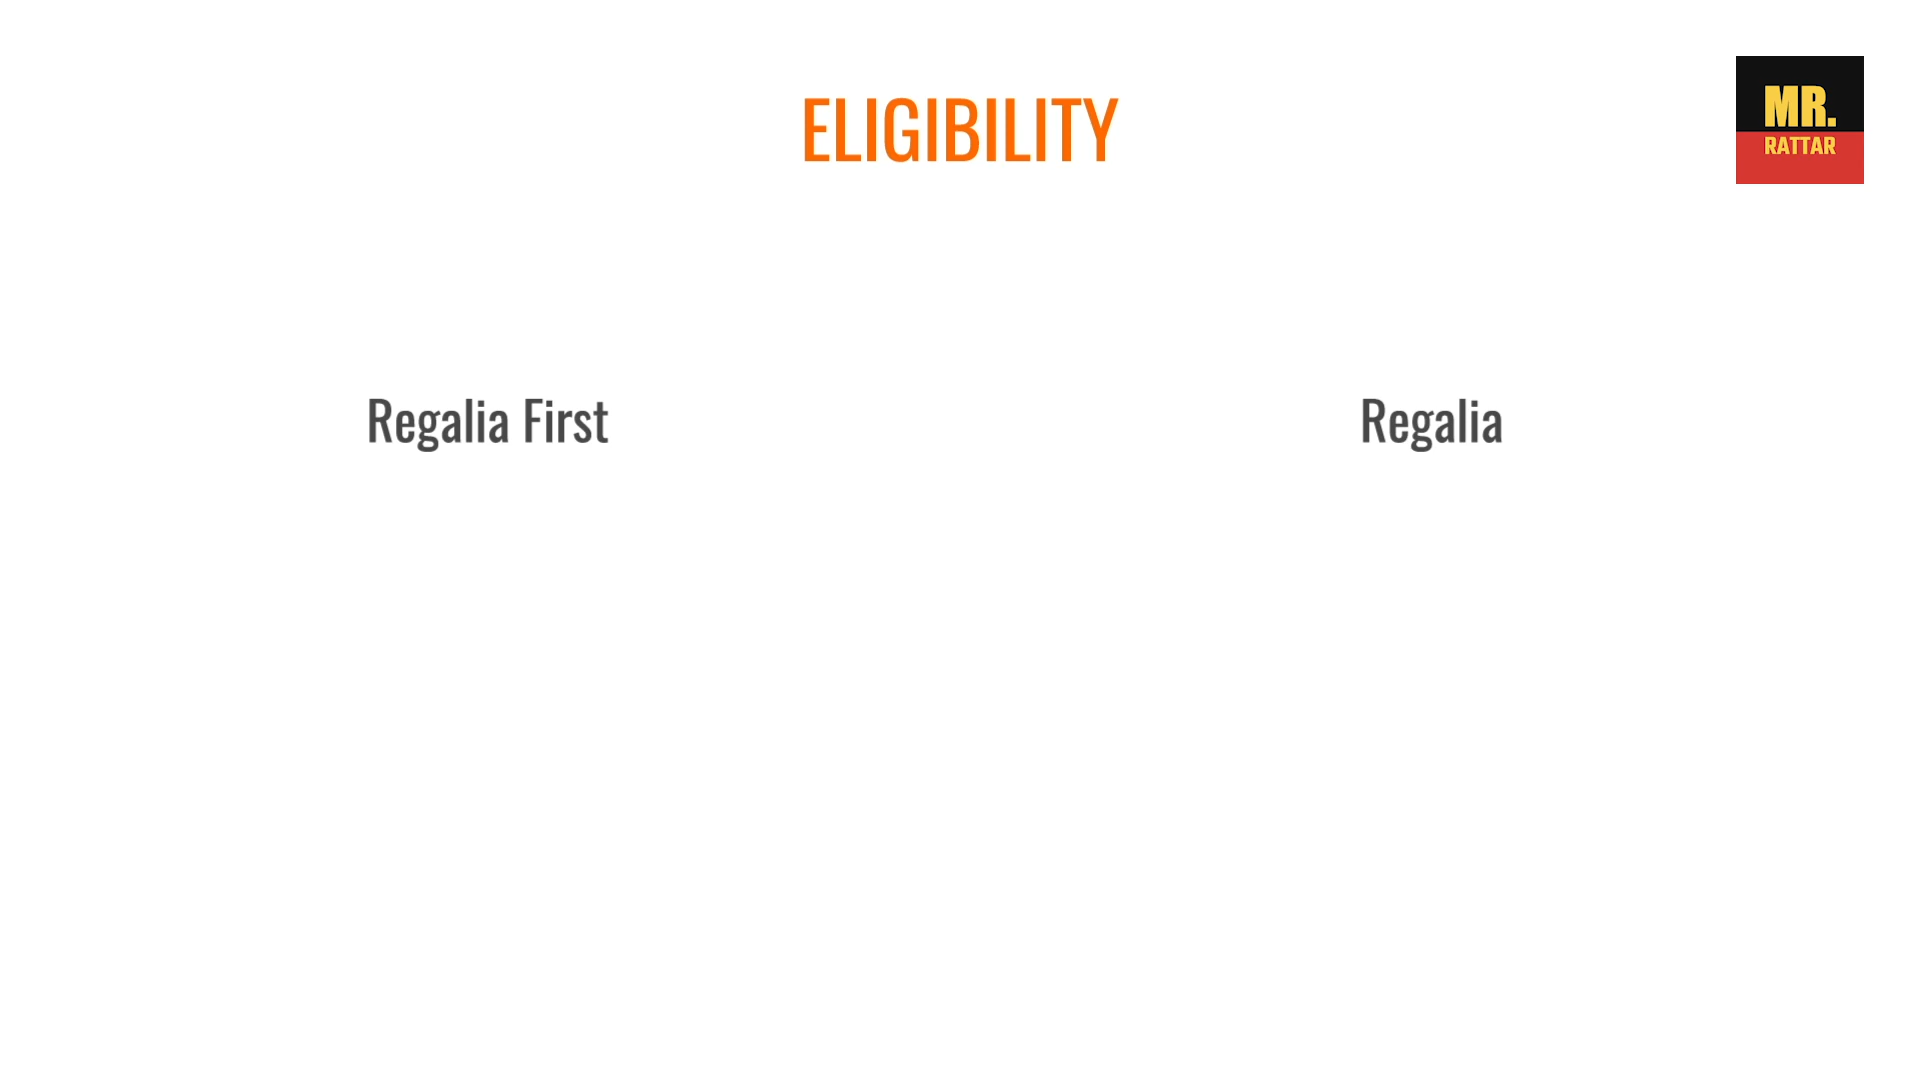 ELIGIBILITY
MR.
RATTAR
Regalia First
Regalia